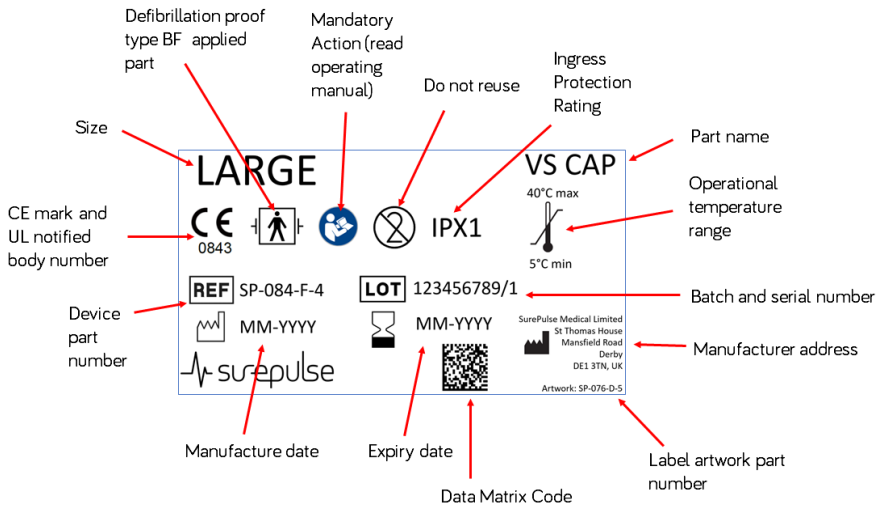 Defibrillation proof
type BF applied
part
Mandatory
Action (read
operating
manual)
Do not reuse
Ingress
Protection
Rating
Size
Part name
LARGE
VS CAP
CE mark and
UL notified
body number
CE
0843
2
IPX1
40°C max
5°C min
Operational
temperature
range
REF SP-084-F-4
LOT 123456789/1
Batch and serial number
Device
part
number
MM-YYYY
MM-YYYY
SurePulse Medical Limited
St Thomas House
Mansfield Road
Derby
DE1 3TN, UK
Manufacturer address
surepulse
Artwork: SP-076-D-5
Manufacture date
Expiry date
Data Matrix Code
Label artwork part
number